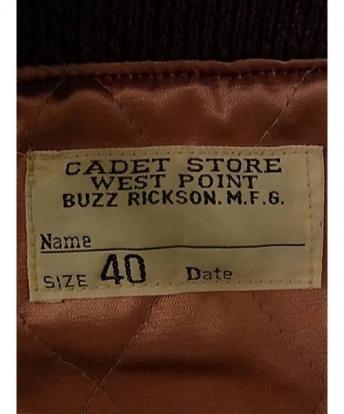 CADET STORE
WEST POINT
BUZZ RICKSON. M.F.G.
Name
SIZE 40 Date